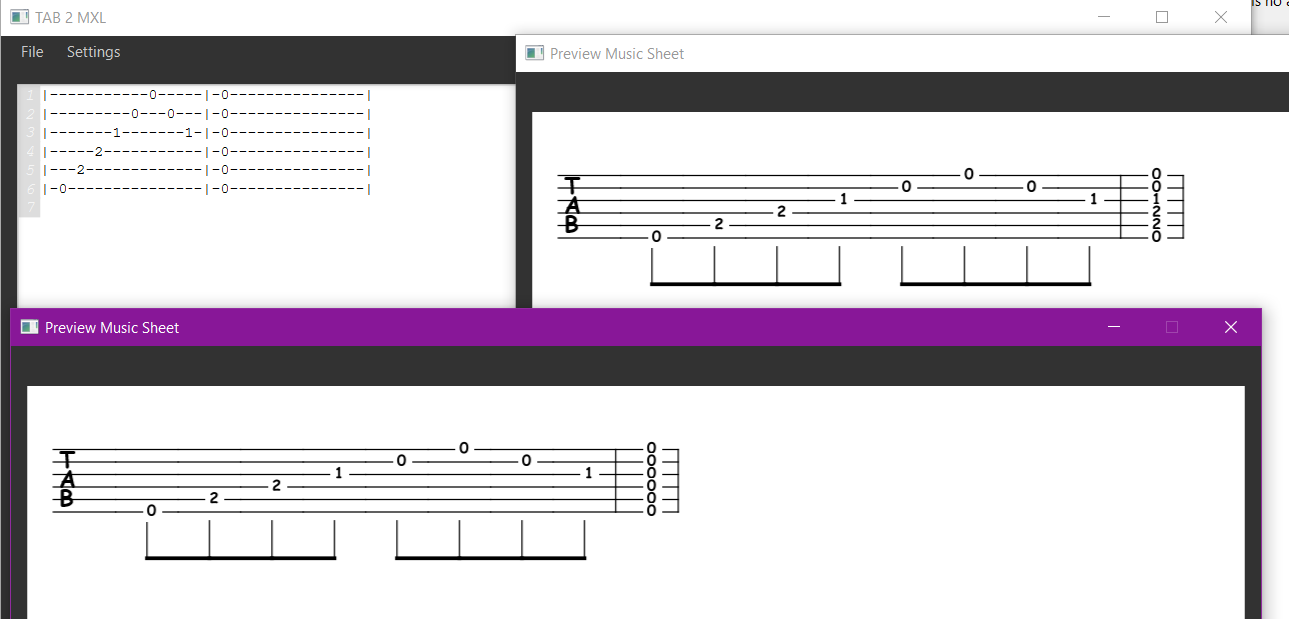 TAB 2 MXL
File Settings
1 |-----------0-----|-0---------------|
2 |---------0---0---|-0---------------|
3 |-------1-------1-|-0---------------|
4 |-----2-----------|-0---------------|
5 |---2-------------|-0---------------|
6 |-0---------------|-0---------------|
7
Preview Music Sheet
T
A
B
0 2 2 1 0 0 0 1
0
0
1
2
2
0
Preview Music Sheet
T
A
B
0 2 2 1 0 0 0 1
0
0
0
0
0
0